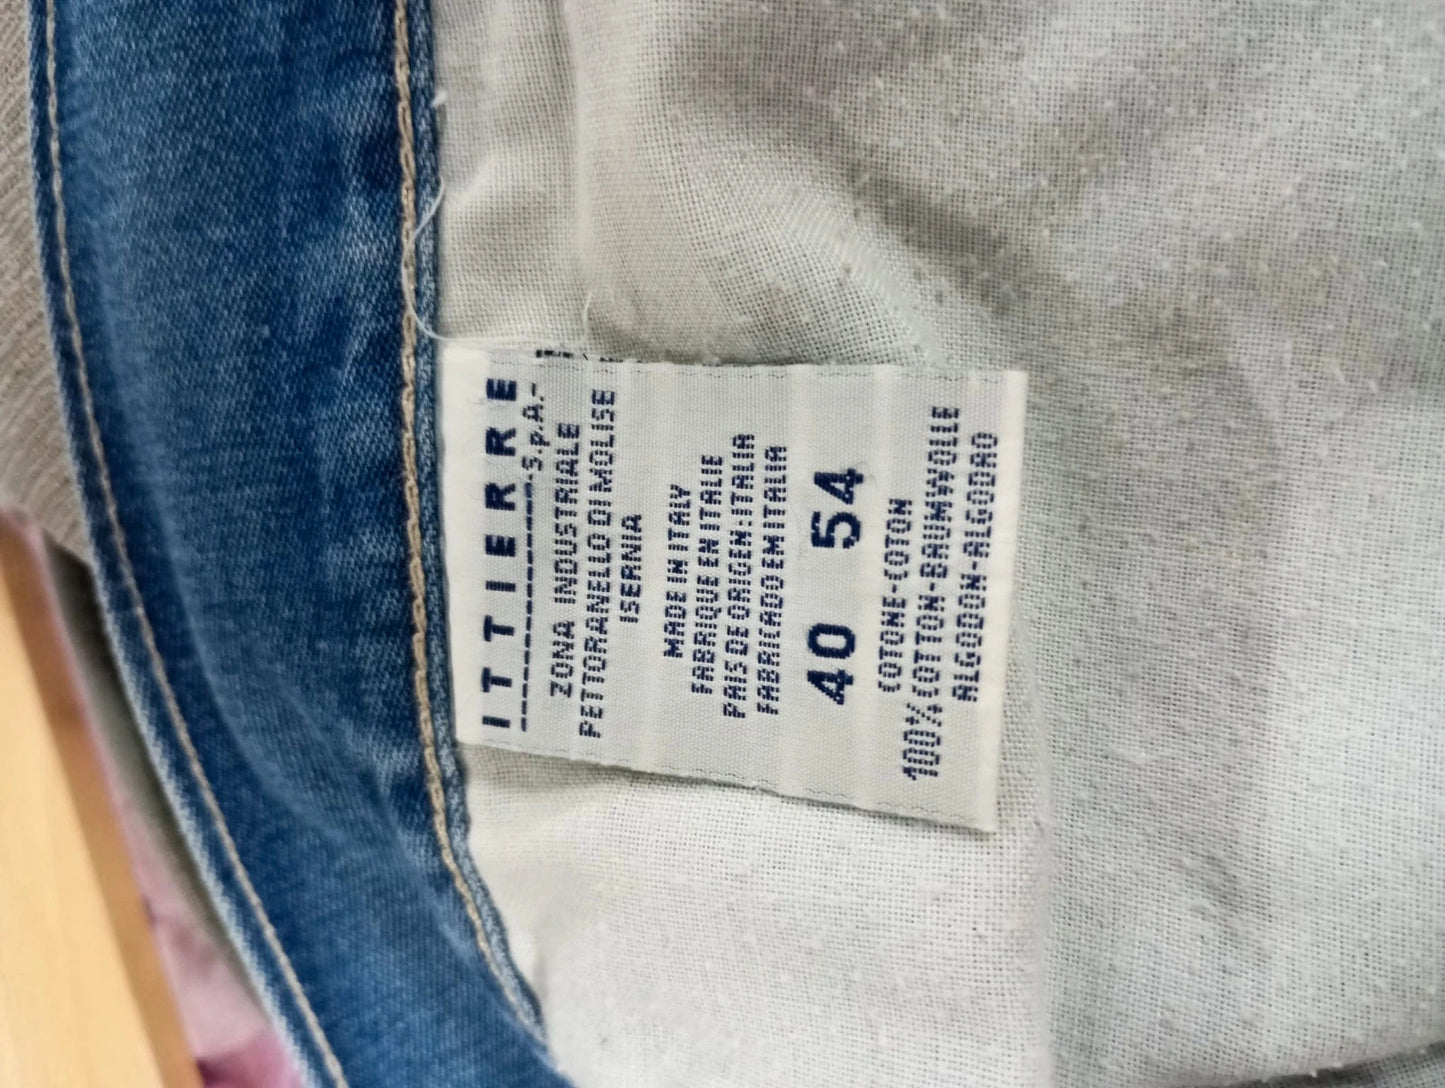 ITTIERRE
S.p.A.
ZONA INDUSTRIALE
PETTORANELLO DI MOLISE
ISERNIA
MADE IN ITALY
FABRIQUE EN ITALIE
PAIS DE ORIGEN:ITALIA
FABRICADO EM ITALIA
40 54
COTONE-COTON
100% COTTON-BAUMWOLLE
ALGODON-ALGODAO